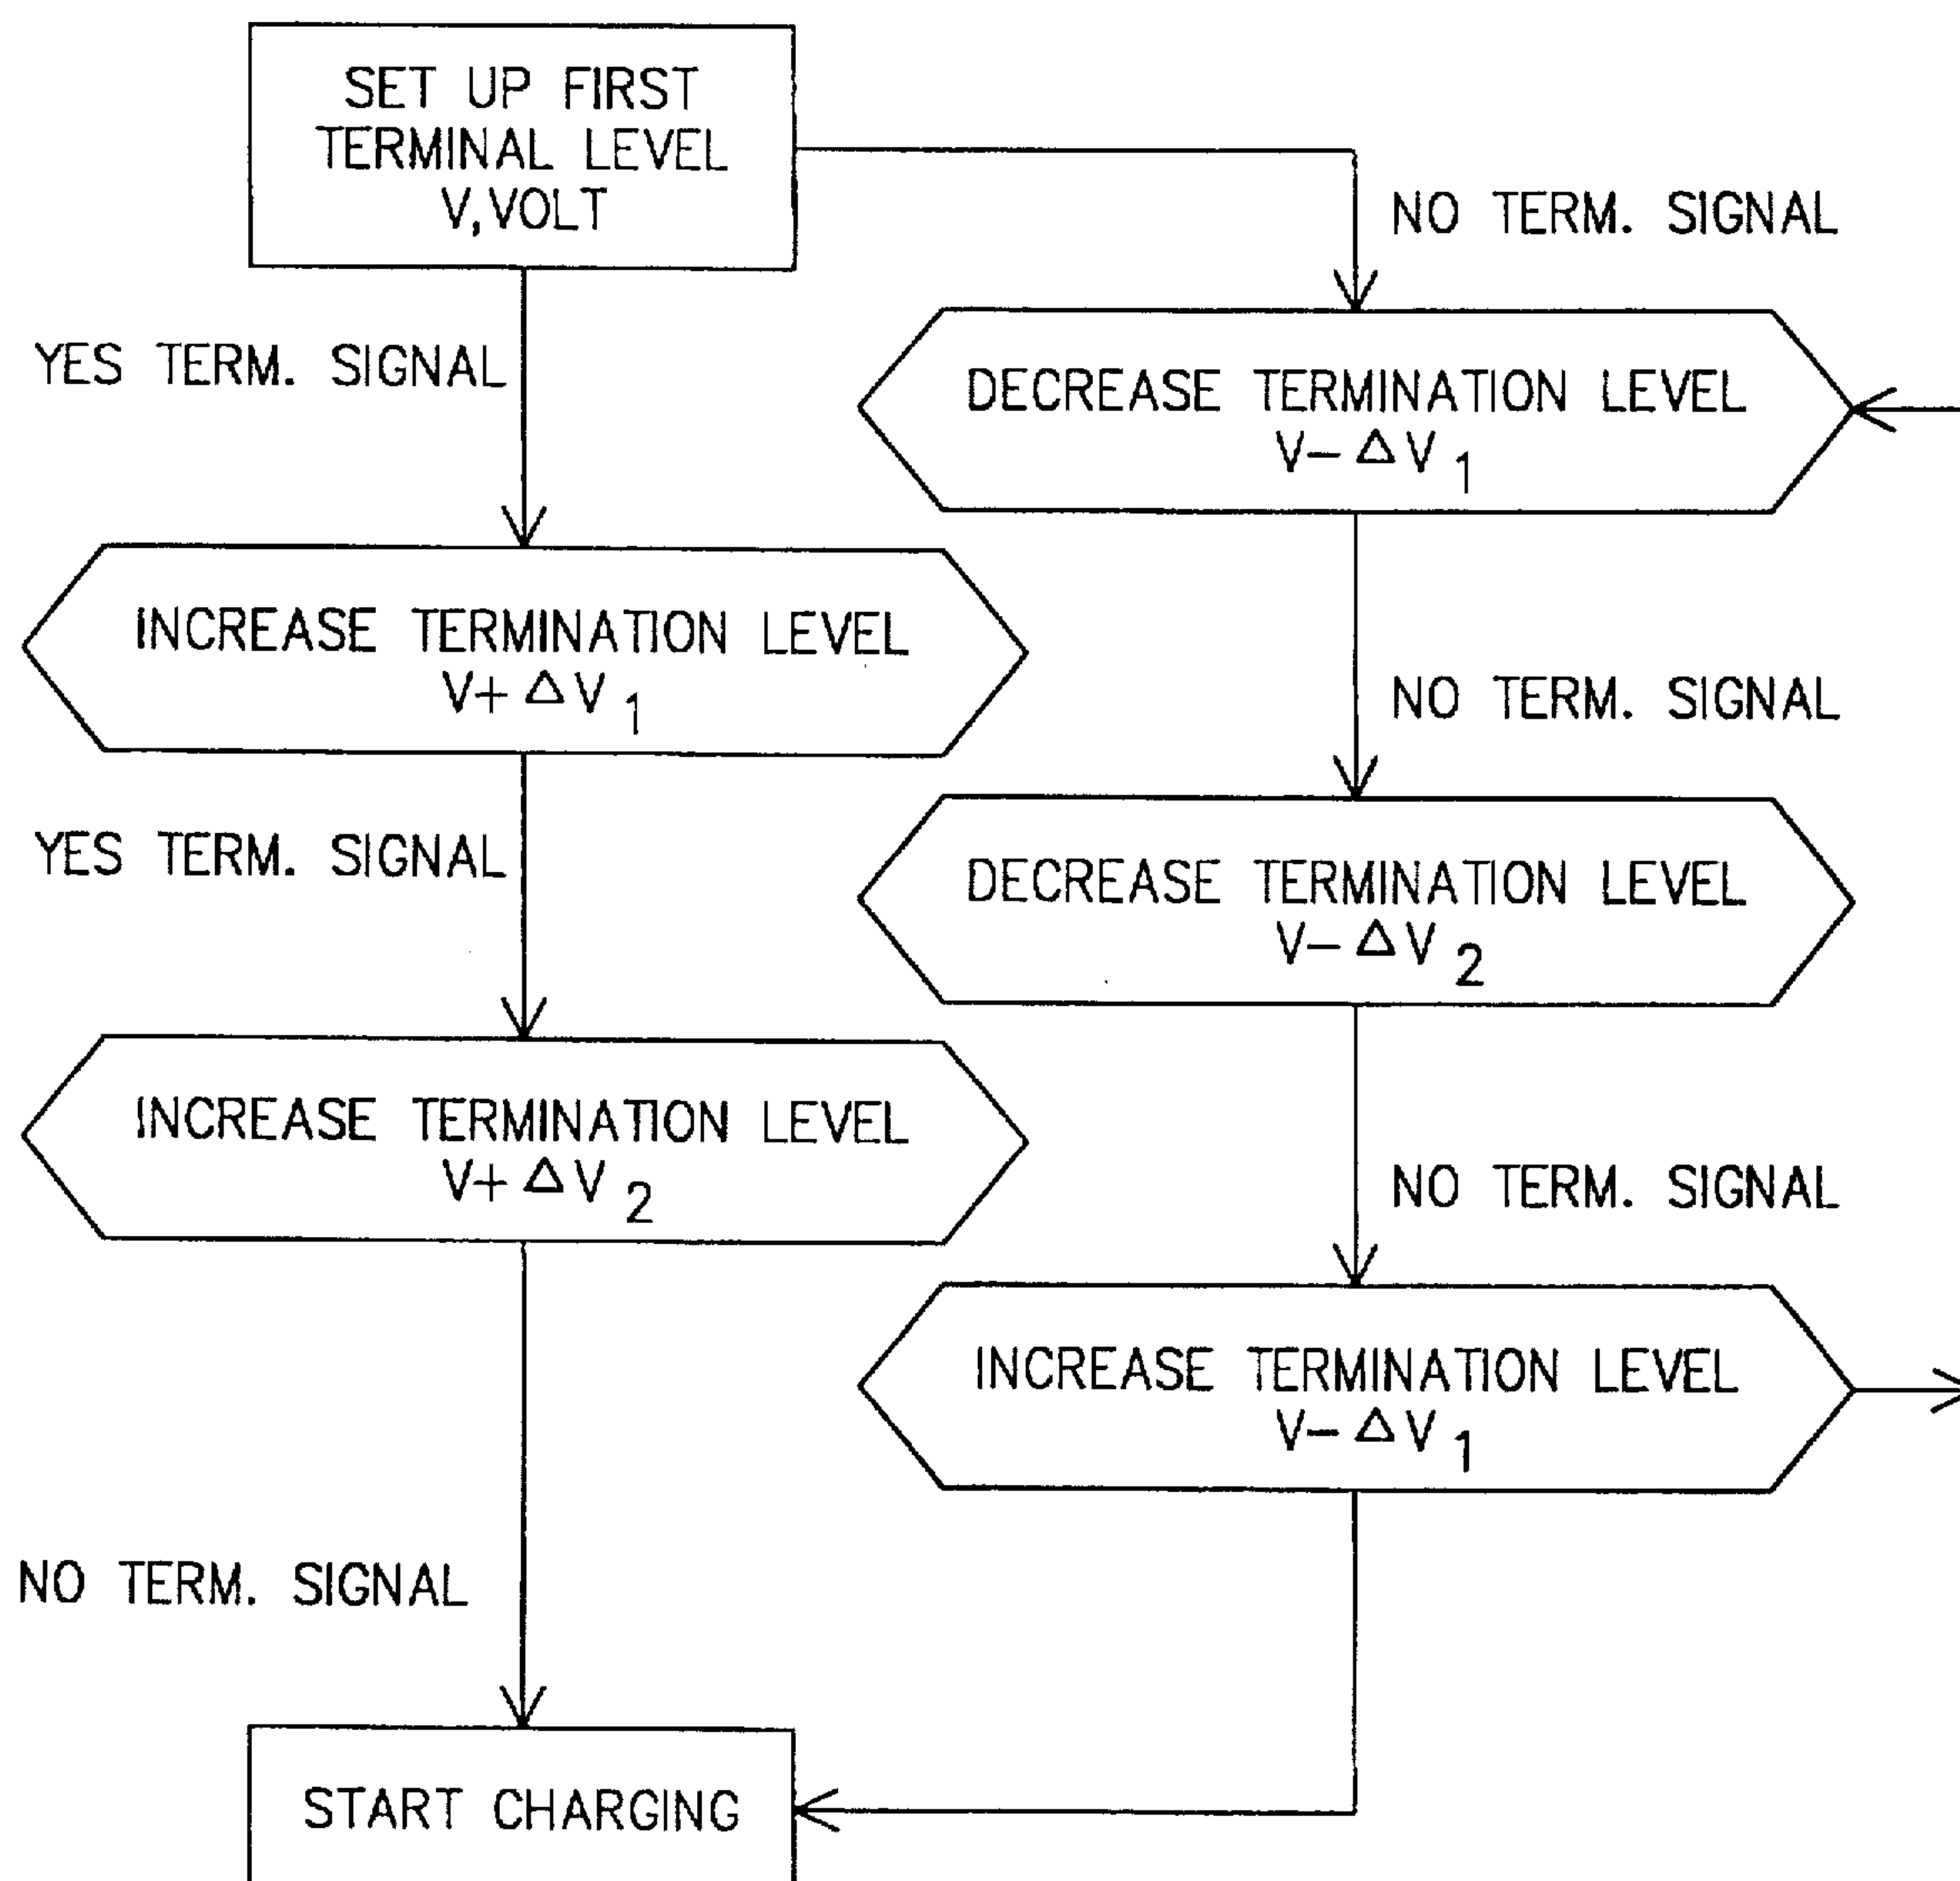 SET UP FIRST
TERMINAL LEVEL
V,VOLT
NO TERM. SIGNAL
YES TERM. SIGNAL
DECREASE TERMINATION LEVEL
V- ΔV 1
INCREASE TERMINATION LEVEL
V+ ΔV 1
NO TERM. SIGNAL
YES TERM. SIGNAL
DECREASE TERMINATION LEVEL
V- ΔV 2
INCREASE TERMINATION LEVEL
V+ ΔV 2
NO TERM. SIGNAL
INCREASE TERMINATION LEVEL
V- ΔV 1
NO TERM. SIGNAL
START CHARGING